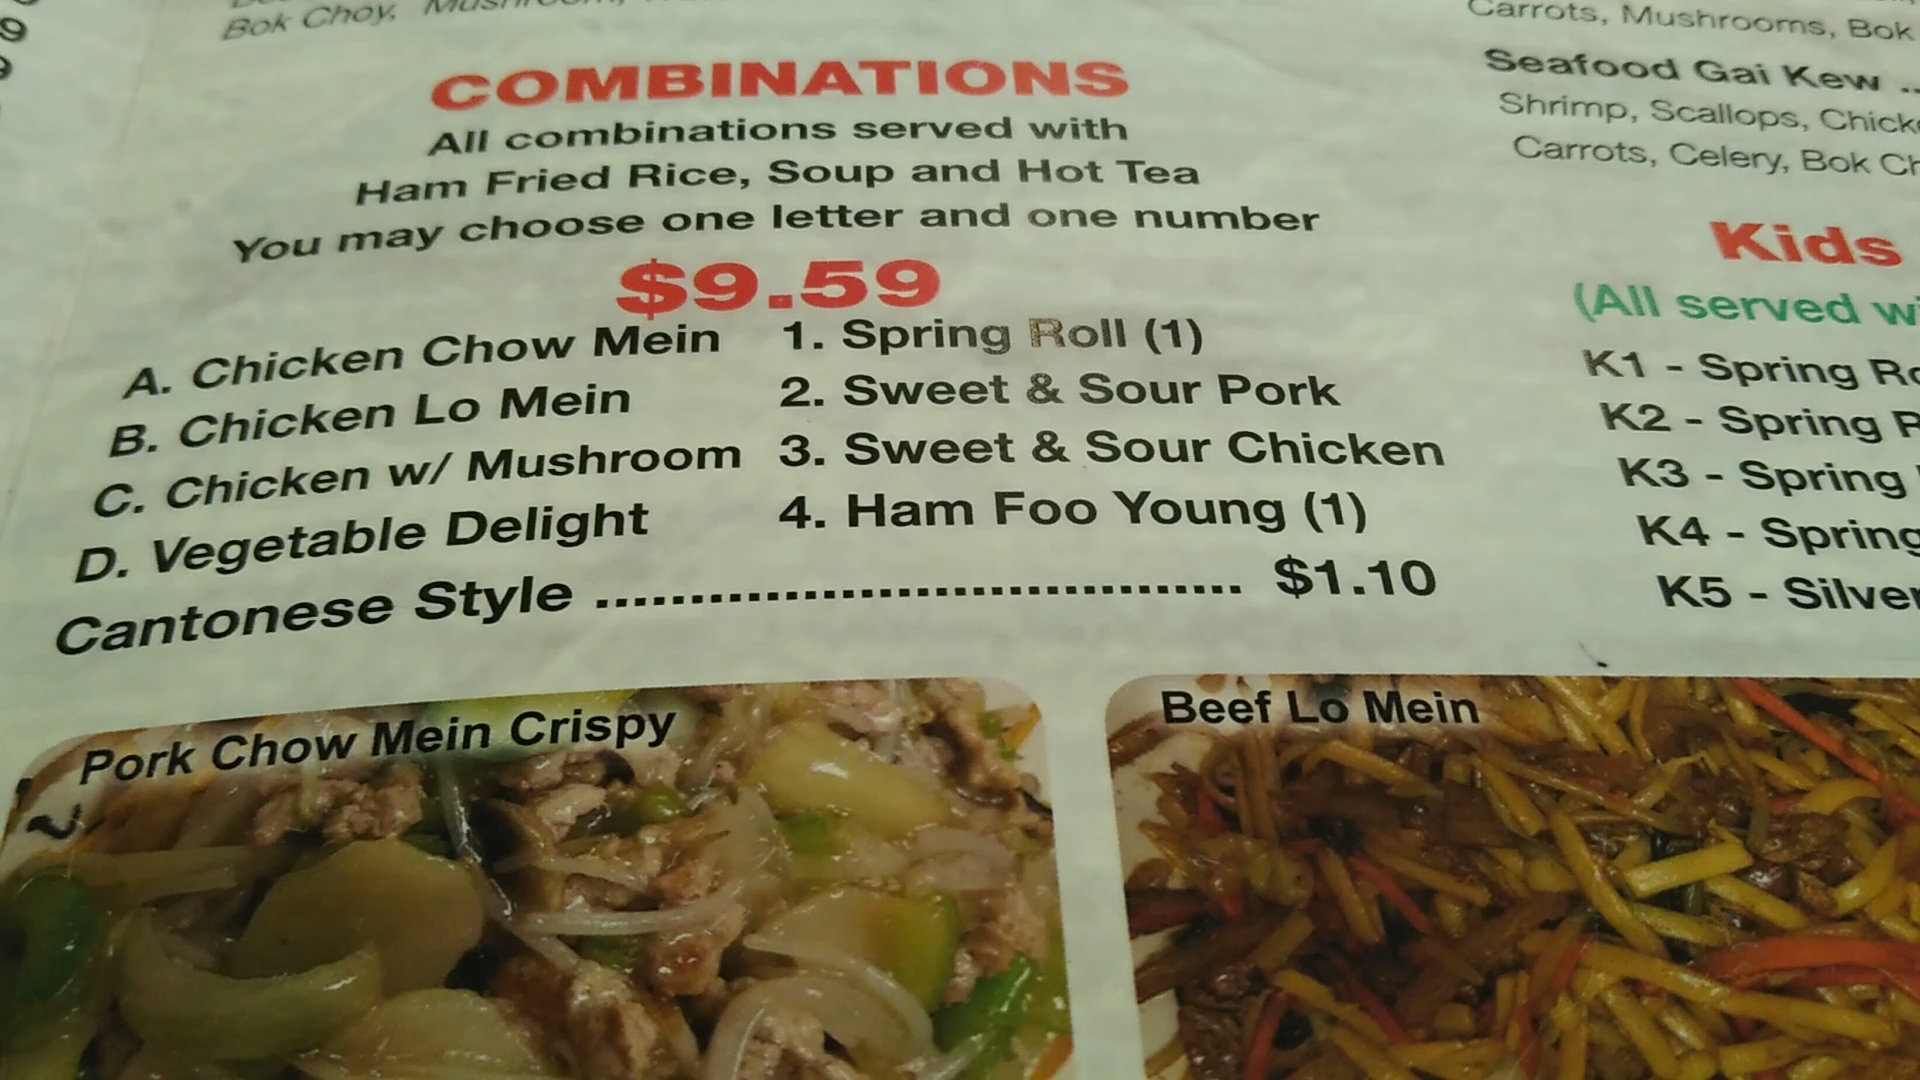 Bok Choy,
COMBINATIONS
All combinations served with
Ham Fried Rice, Soup and Hot Tea
You may choose one letter and one number
$9.59
A. Chicken Chow Mein 1. Spring Roll (1)
B. Chicken Lo Mein 2. Sweet & Sour Pork
C. Chicken w/ Mushroom 3. Sweet & Sour Chicken
D. Vegetable Delight 4. Ham Foo Young (1)
Cantonese Style .................................. $1.10
Pork Chow Mein Crispy
Beef Lo Mein
Carrots, Mushrooms, Bok
Seafood Gai Kew ..
Shrimp, Scallops,
Carrots, Celery, Bok
Kids
(All served
K1 - Spring
K2 - Spring
K3 - Spring
K4 - Spring
K5 -